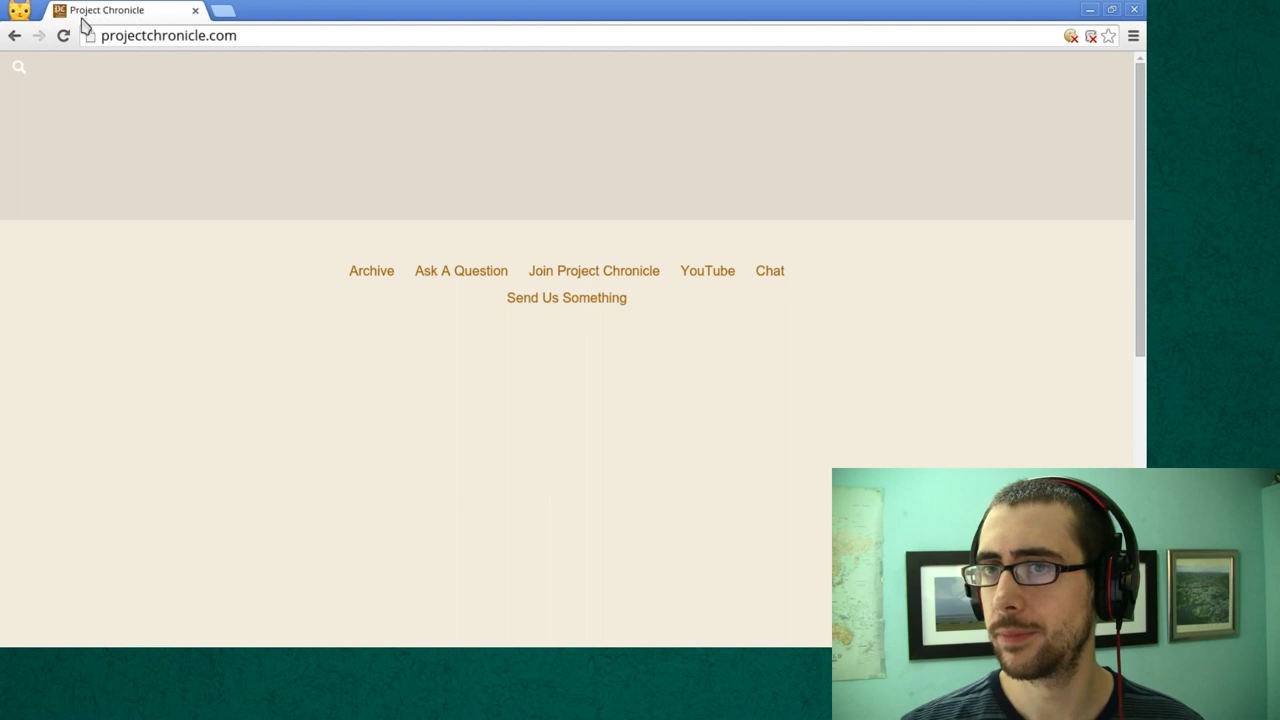 Project Chronicle
projectchronicle.com
Archive Ask A Question Join Project Chronicle YouTube Chat
Send Us Something